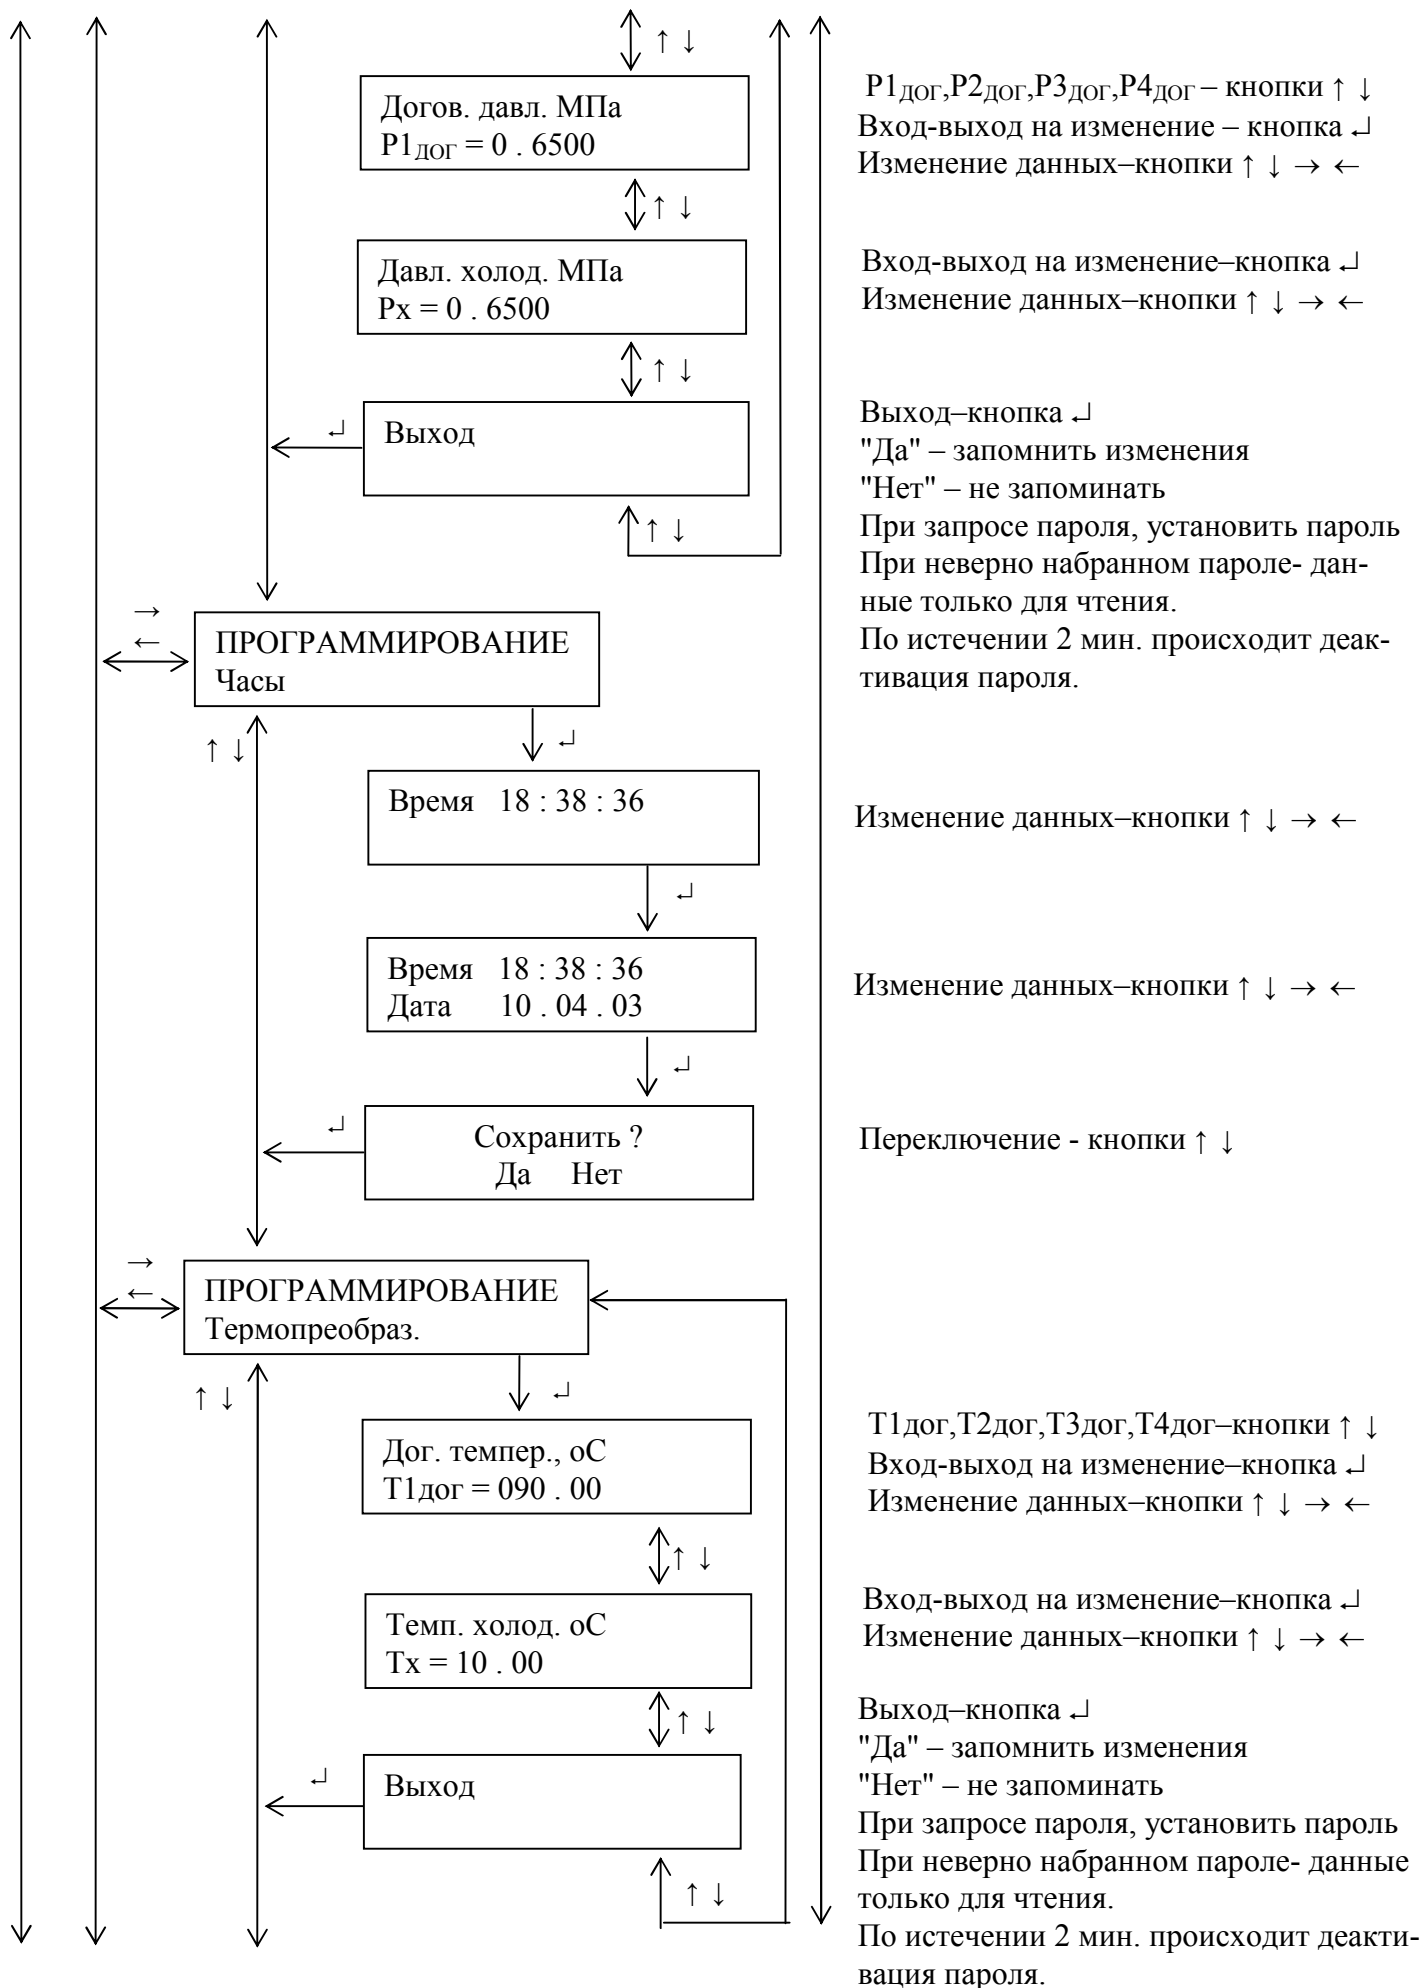 ↑ ↓
Догов. давл. МПа
P1ДОГ = 0 . 6500
P1ДОГ,P2ДОГ,P3ДОГ,P4ДОГ – кнопки ↑ ↓
Вход-выход на изменение – кнопка ↵
Изменение данных–кнопки ↑ ↓ → ←
↑ ↓
Давл. холод. МПа
Рх = 0 . 6500
Вход-выход на изменение–кнопка ↵
Изменение данных–кнопки ↑ ↓ → ←
↑ ↓
↵
Выход
Выход–кнопка ↵
"Да" – запомнить изменения
"Нет" – не запоминать
При запросе пароля, установить пароль
При неверно набранном пароле- дан-
ные только для чтения.
По истечении 2 мин. происходит деак-
тивация пароля.
↑ ↓
→
←
ПРОГРАММИРОВАНИЕ
Часы
↑ ↓
↵
Время 18 : 38 : 36
Изменение данных–кнопки ↑ ↓ → ←
↵
Время 18 : 38 : 36
Дата 10 . 04 . 03
Изменение данных–кнопки ↑ ↓ → ←
↵
↵
Сохранить ?
Да Нет
Переключение - кнопки ↑ ↓
→
←
ПРОГРАММИРОВАНИЕ
Термопреобраз.
↑ ↓
↵
Дог. темпер., оС
Т1дог = 090 . 00
Т1дог,Т2дог,Т3дог,Т4дог–кнопки ↑ ↓
Вход-выход на изменение–кнопка ↵
Изменение данных–кнопки ↑ ↓ → ←
↑ ↓
Темп. холод. оС
Тх = 10 . 00
Вход-выход на изменение–кнопка ↵
Изменение данных–кнопки ↑ ↓ → ←
↑ ↓
↵
Выход
Выход–кнопка ↵
"Да" – запомнить изменения
"Нет" – не запоминать
При запросе пароля, установить пароль
При неверно набранном пароле- данные
только для чтения.
По истечении 2 мин. происходит деакти-
вация пароля.
↑ ↓